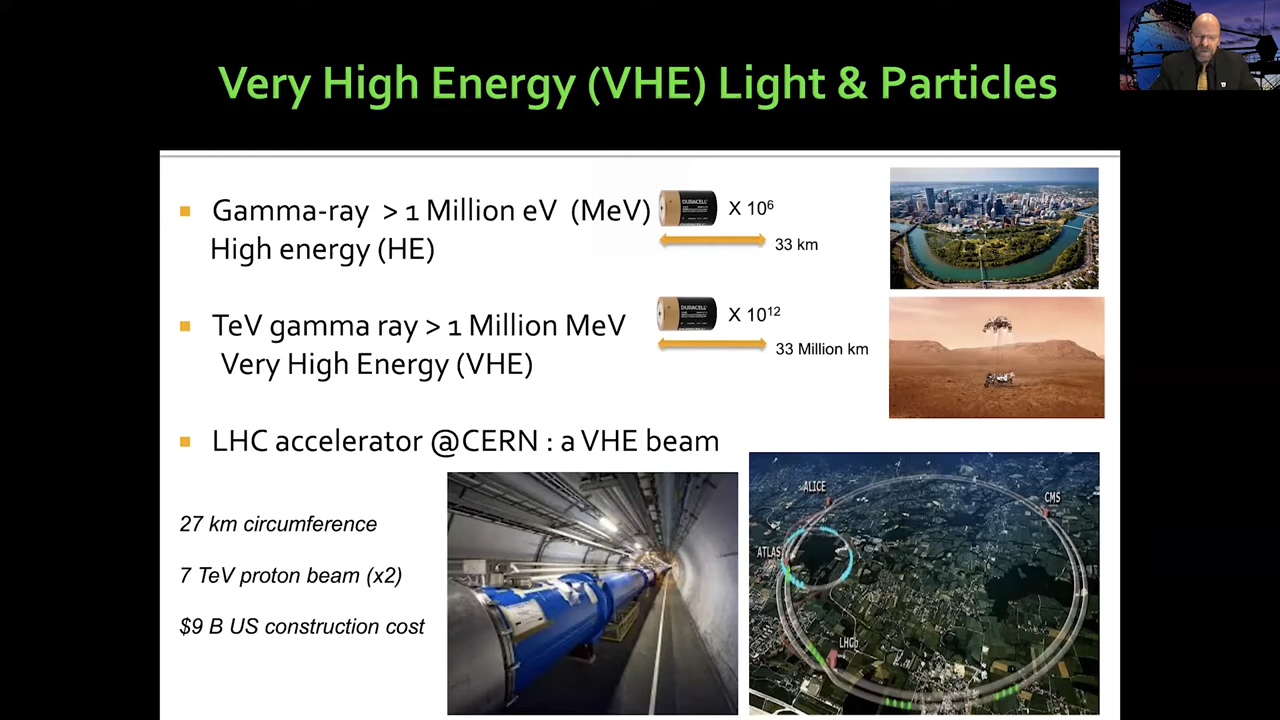 Very High Energy (VHE) Light & Particles
Gamma-ray > 1 Million eV (MeV)
High energy (HE)
DURACELL
X 10⁶
33 km
TeV gamma ray > 1 Million MeV
Very High Energy (VHE)
DURACELL
X 10¹²
33 Million km
LHC accelerator @CERN : a VHE beam
27 km circumference
7 TeV proton beam (x2)
$9 B US construction cost
ALICE
CMS
ATLAS